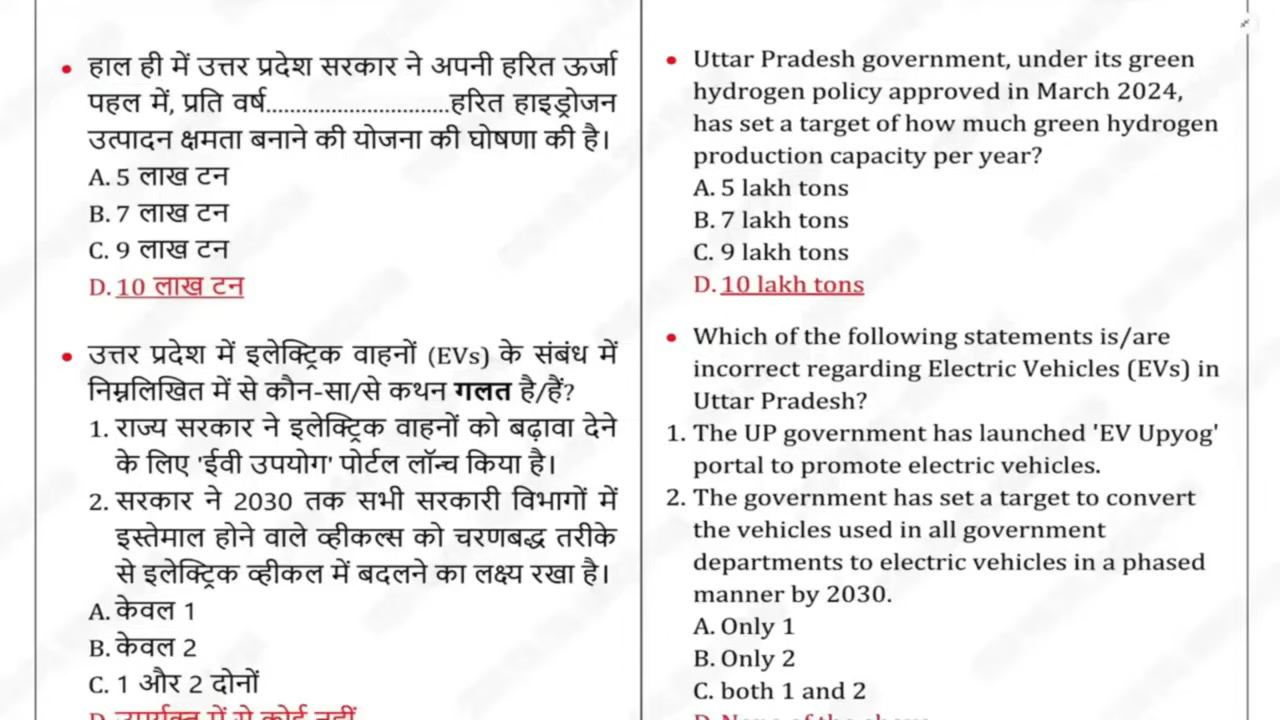 • हाल ही में उत्तर प्रदेश सरकार ने अपनी हरित ऊर्जा
पहल में, प्रति वर्ष...............................हरित हाइड्रोजन
उत्पादन क्षमता बनाने की योजना की घोषणा की है।
A. 5 लाख टन
B. 7 लाख टन
C. 9 लाख टन
D. 10 लाख टन
• उत्तर प्रदेश में इलेक्ट्रिक वाहनों (EVs) के संबंध में
निम्नलिखित में से कौन-सा/से कथन गलत है/हैं?
1. राज्य सरकार ने इलेक्ट्रिक वाहनों को बढ़ावा देने
के लिए 'ईवी उपयोग' पोर्टल लॉन्च किया है।
2. सरकार ने 2030 तक सभी सरकारी विभागों में
इस्तेमाल होने वाले व्हीकल्स को चरणबद्ध तरीके
से इलेक्ट्रिक व्हीकल में बदलने का लक्ष्य रखा है।
A. केवल 1
B. केवल 2
C. 1 और 2 दोनों
D. उपर्युक्त में से कोई नहीं
• Uttar Pradesh government, under its green
hydrogen policy approved in March 2024,
has set a target of how much green hydrogen
production capacity per year?
A. 5 lakh tons
B. 7 lakh tons
C. 9 lakh tons
D. 10 lakh tons
• Which of the following statements is/are
incorrect regarding Electric Vehicles (EVs) in
Uttar Pradesh?
1. The UP government has launched 'EV Upyog'
portal to promote electric vehicles.
2. The government has set a target to convert
the vehicles used in all government
departments to electric vehicles in a phased
manner by 2030.
A. Only 1
B. Only 2
C. both 1 and 2
D. None of the above